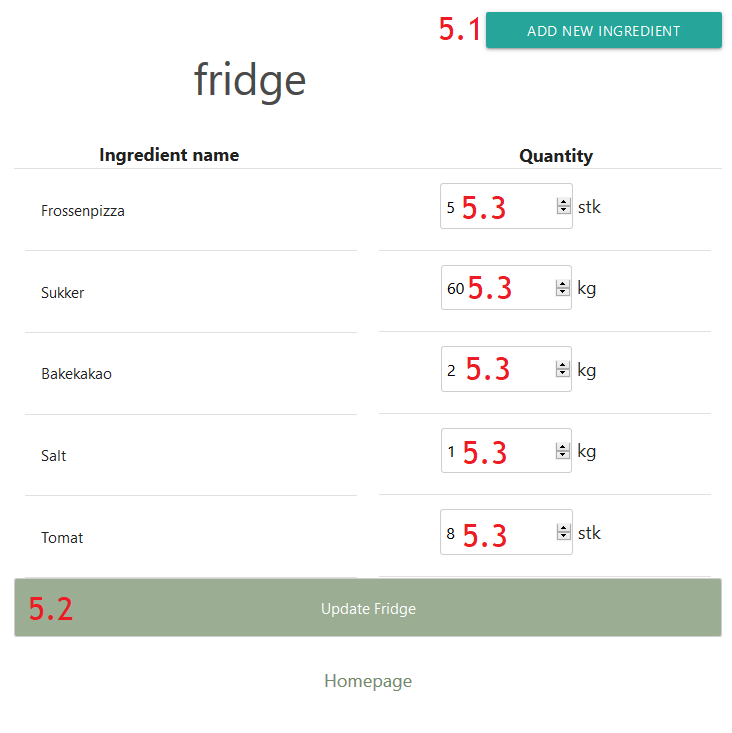 5.1 ADD NEW INGREDIENT
fridge
Ingredient name Quantity
Frossenpizza 5 5.3 stk
Sukker 60 5.3 kg
Bakekakao 2 5.3 kg
Salt 1 5.3 kg
Tomat 8 5.3 stk
5.2 Update Fridge
Homepage